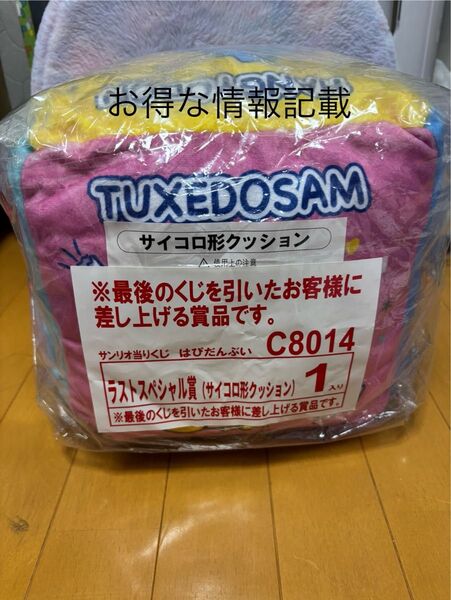 お得な情報記載
TUXEDOSAM
サイコロ形クッション
⚠ 使用上の注意
※最後のくじを引いたお客様に
差し上げる賞品です。
サンリオ当りくじ はぴだんぶい C8014
ラストスペシャル賞（サイコロ形クッション） 1入り
※最後のくじを引いたお客様に差し上げる賞品です。